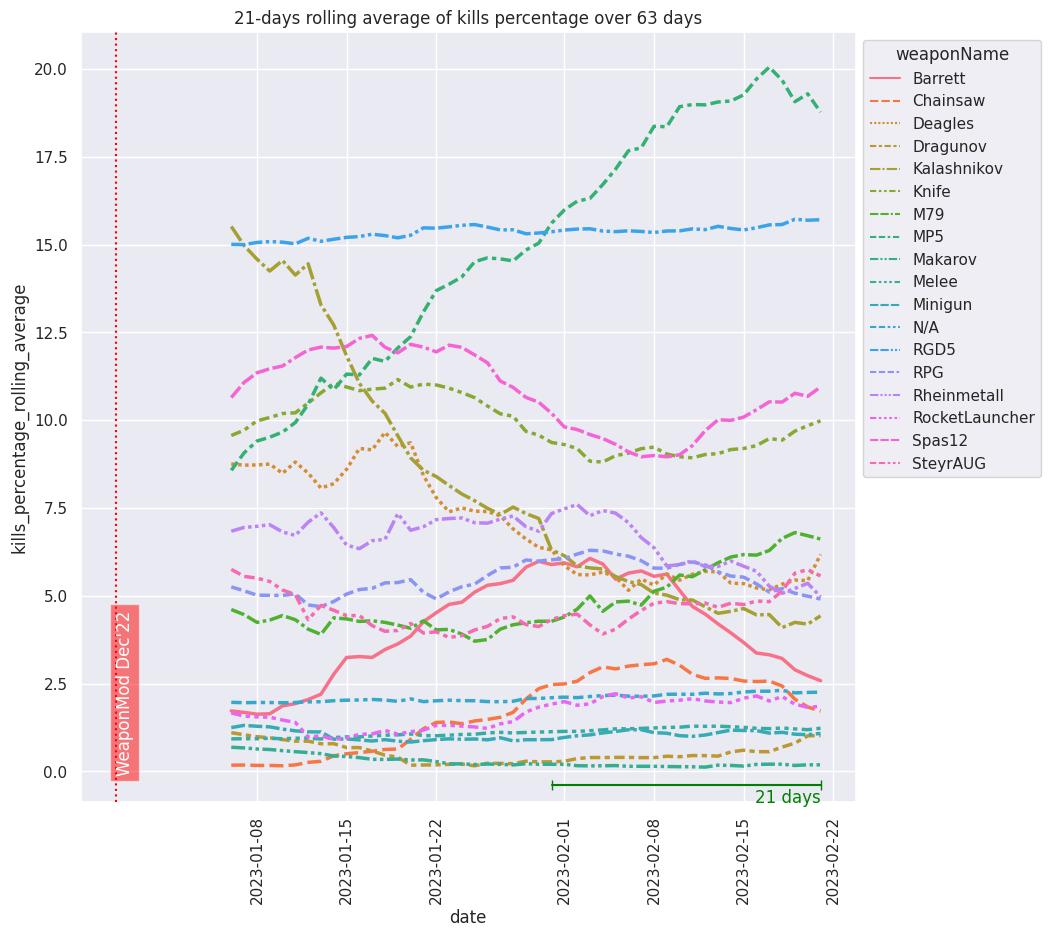 21-days rolling average of kills percentage over 63 days
kills_percentage_rolling_average
20.0
17.5
15.0
12.5
10.0
7.5
5.0
2.5
0.0
WeaponMod Dec'22
21 days
2023-01-08
2023-01-15
2023-01-22
2023-02-01
2023-02-08
2023-02-15
2023-02-22
date
weaponName
Barrett
Chainsaw
Deagles
Dragunov
Kalashnikov
Knife
M79
MP5
Makarov
Melee
Minigun
N/A
RGD5
RPG
Rheinmetall
RocketLauncher
Spas12
SteyrAUG